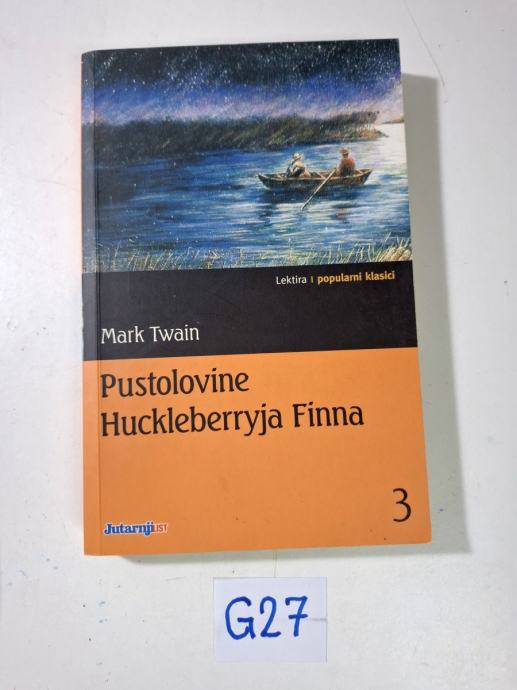 Lektira | popularni klasici
Mark Twain
Pustolovine
Huckleberryja Finna
3
Jutarnji LIST
G27